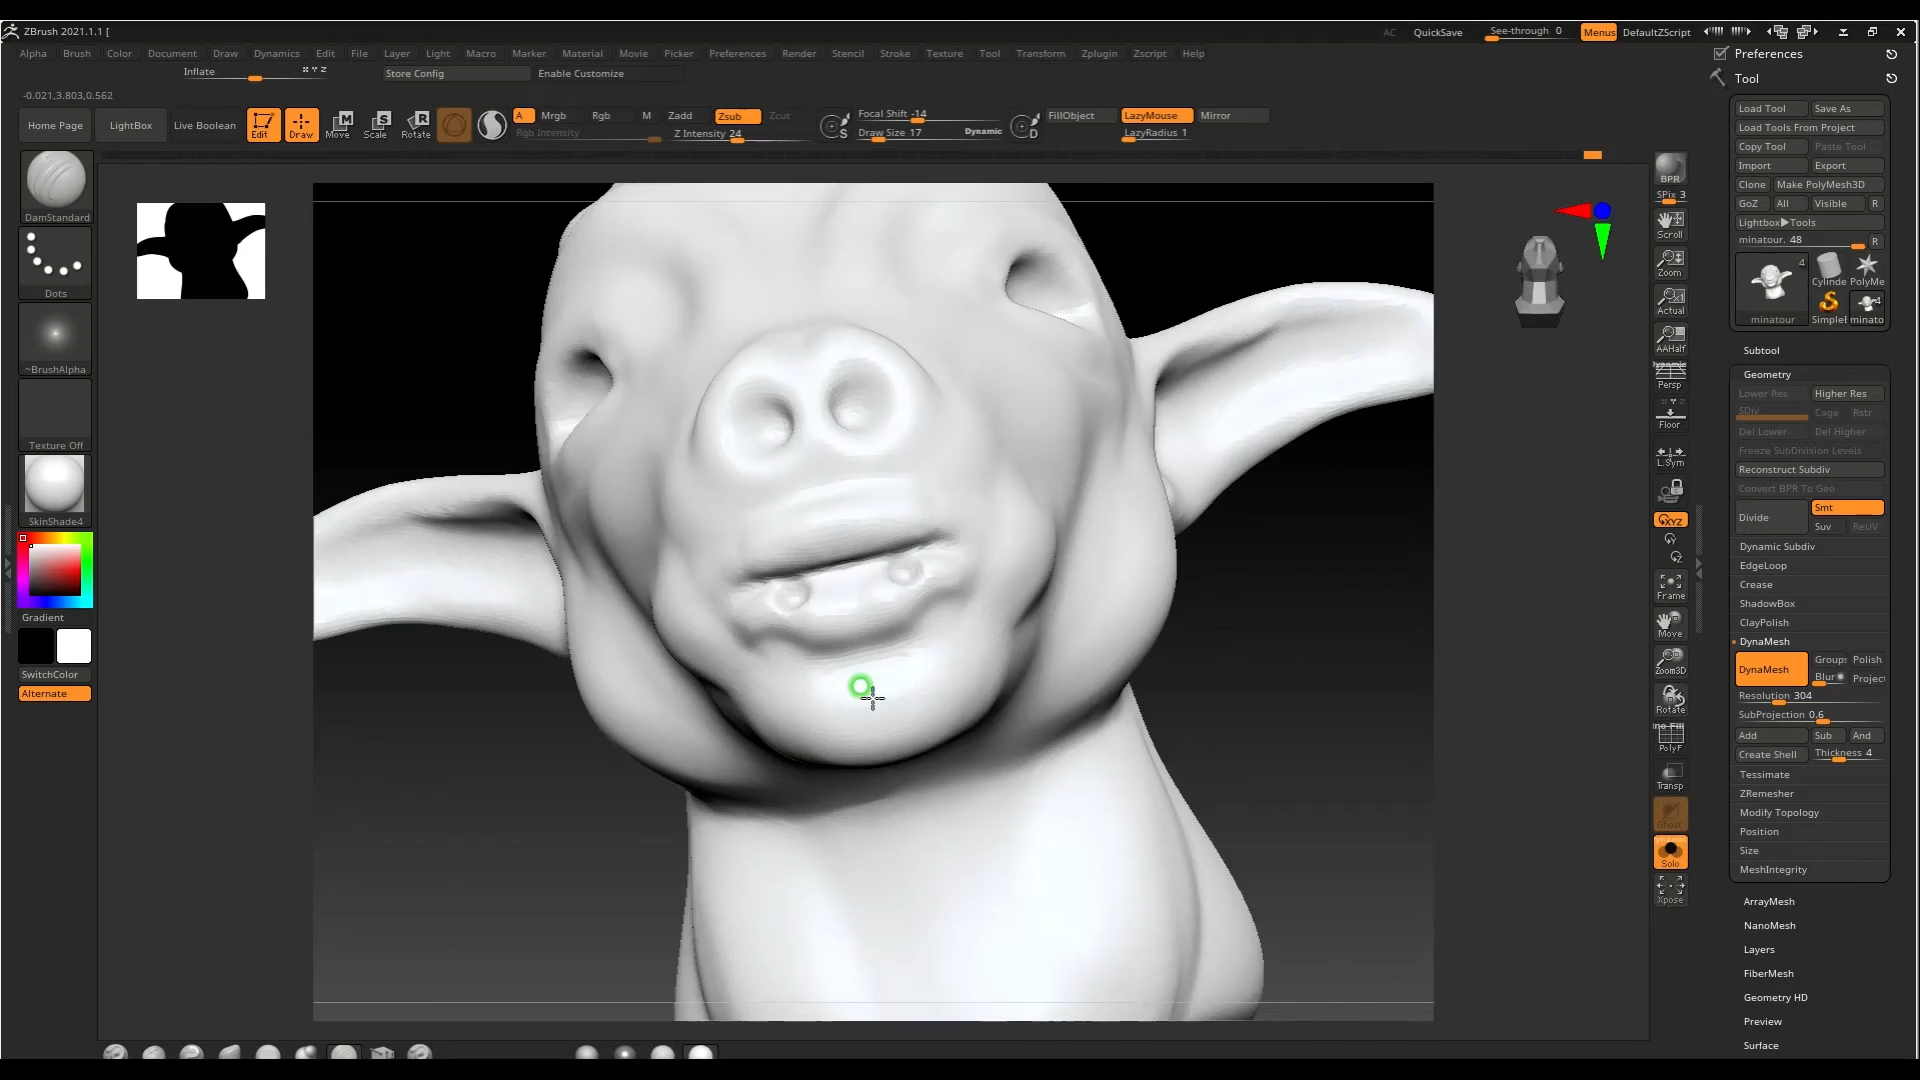 ZBrush 2021.1.1 [
AC QuickSave See-through 0 Menus DefaultZScript
Alpha Brush Color Document Draw Dynamics Edit File Layer Light Macro Marker Material Movie Picker Preferences Render Stencil Stroke Texture Tool Transform Zplugin Zscript Help
Inflate X Y Z Store Config Enable Customize
-0.021,3.803,0.562
Home Page LightBox Live Boolean Edit Draw Move Scale Rotate
A Mrgb Rgb M Zadd Zsub Zcut
Rgb Intensity Z Intensity 24
Focal Shift -14
Draw Size 17 Dynamic
FillObject LazyMouse Mirror
LazyRadius 1
DamStandard
Dots
~BrushAlpha
Texture Off
SkinShade4
Gradient
SwitchColor
Alternate
BPR
SPix 3
Scroll
Zoom
Actual
AAHalf
Dynamic
Persp
Floor
L.Sym
XYZ
Frame
Move
Zoom3D
Rotate
PolyF
Transp
Ghost
Solo
Xpose
Preferences
Tool
Load Tool Save As
Load Tools From Project
Copy Tool Paste Tool
Import Export
Clone Make PolyMesh3D
GoZ All Visible R
Lightbox▶Tools
minatour. 48 R
4
Cylinde PolyMe
minatour SimpleB minato
4
Subtool
Geometry
Lower Res Higher Res
SDiv Cage Rstr
Del Lower Del Higher
Freeze SubDivision Levels
Reconstruct Subdiv
Convert BPR To Geo
Divide Smt
Suv ReUV
Dynamic Subdiv
EdgeLoop
Crease
ShadowBox
ClayPolish
DynaMesh
DynaMesh Groups Polish
Blur Project
Resolution 304
SubProjection 0.6
Add Sub And
Create Shell Thickness 4
Tessimate
ZRemesher
Modify Topology
Position
Size
MeshIntegrity
ArrayMesh
NanoMesh
Layers
FiberMesh
Geometry HD
Preview
Surface